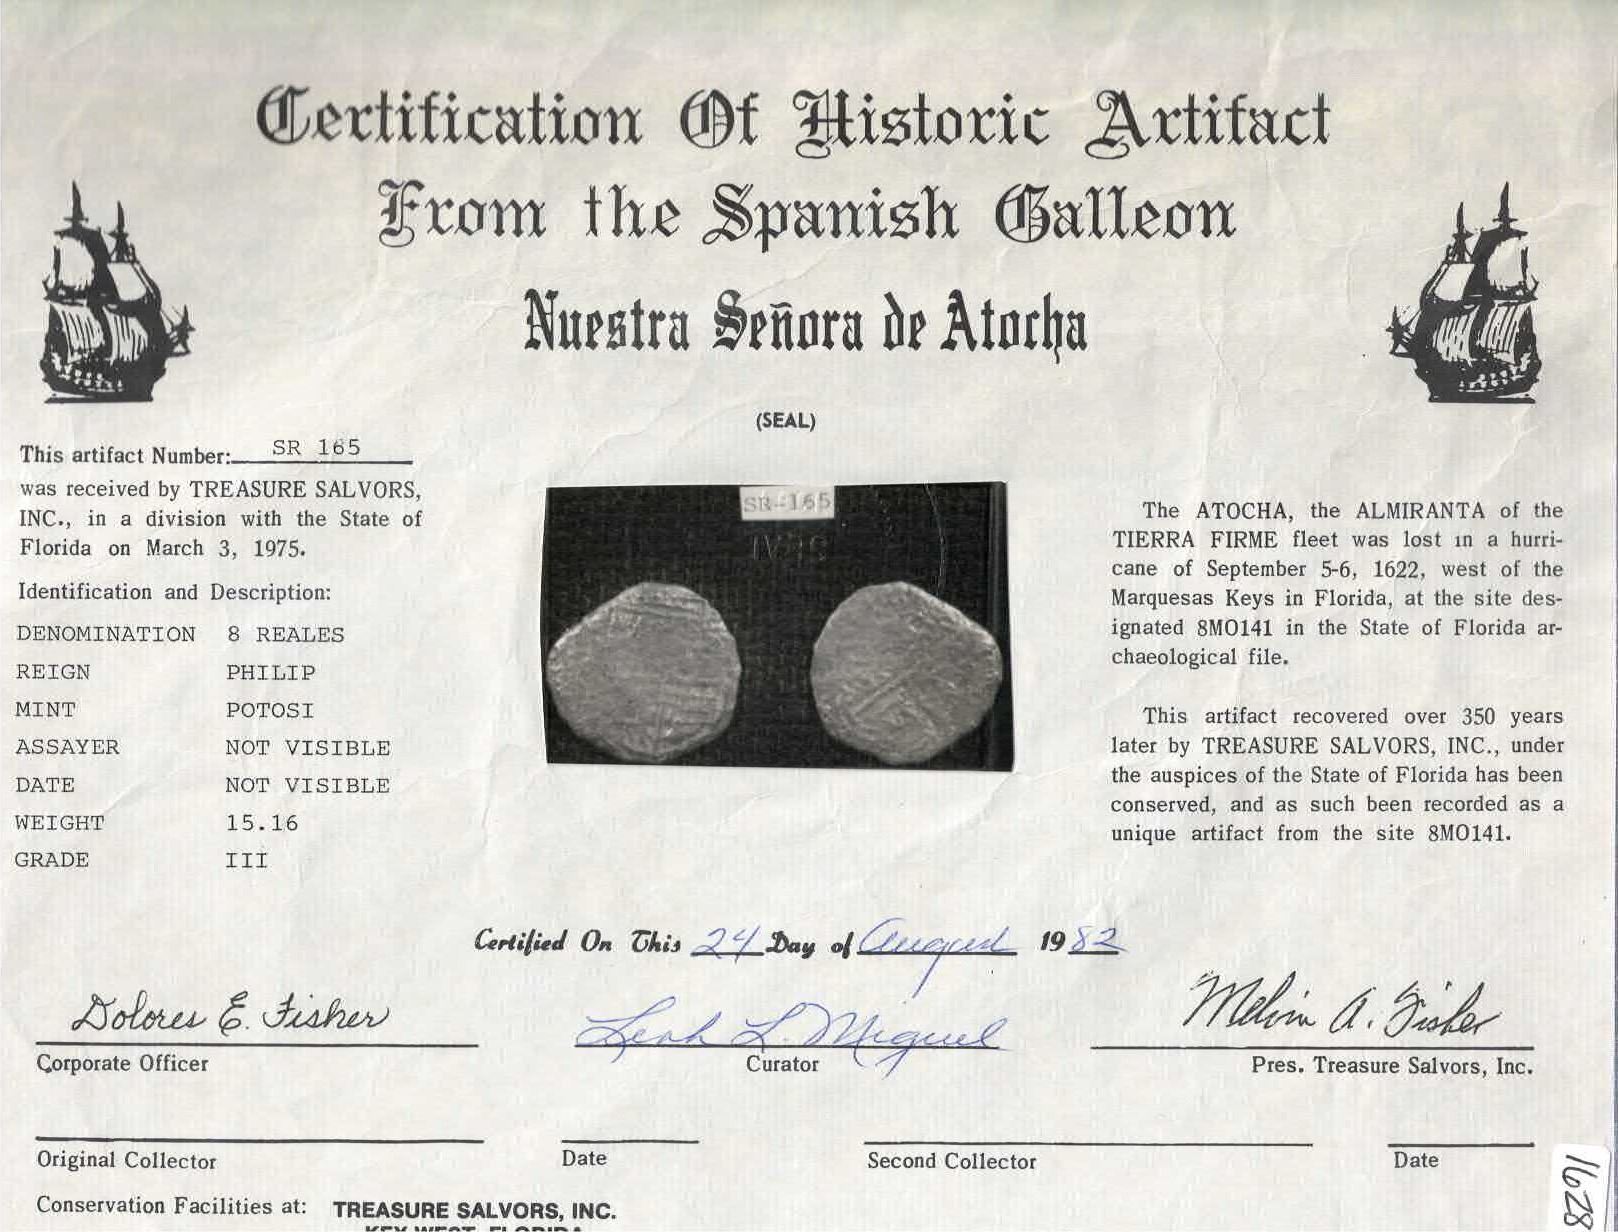 Certification Of Historic Artifact
From the Spanish Galleon
Nuestra Señora de Atocha
(SEAL)
This artifact Number: SR 165
was received by TREASURE SALVORS,
INC., in a division with the State of
Florida on March 3, 1975.
Identification and Description:
DENOMINATION 8 REALES
REIGN PHILIP
MINT POTOSI
ASSAYER NOT VISIBLE
DATE NOT VISIBLE
WEIGHT 15.16
GRADE III
SR-165
The ATOCHA, the ALMIRANTA of the
TIERRA FIRME fleet was lost in a hurri-
cane of September 5-6, 1622, west of the
Marquesas Keys in Florida, at the site des-
ignated 8MO141 in the State of Florida ar-
chaeological file.
This artifact recovered over 350 years
later by TREASURE SALVORS, INC., under
the auspices of the State of Florida has been
conserved, and as such been recorded as a
unique artifact from the site 8MO141.
Certified On This 24 Day of August 1982
Dolores E. Fisher
Corporate Officer
Leah L. Miguel
Curator
Melvin A. Fisher
Pres. Treasure Salvors, Inc.
Original Collector
Date
Second Collector
Date
Conservation Facilities at: TREASURE SALVORS, INC.
KEY WEST, FLORIDA
1628